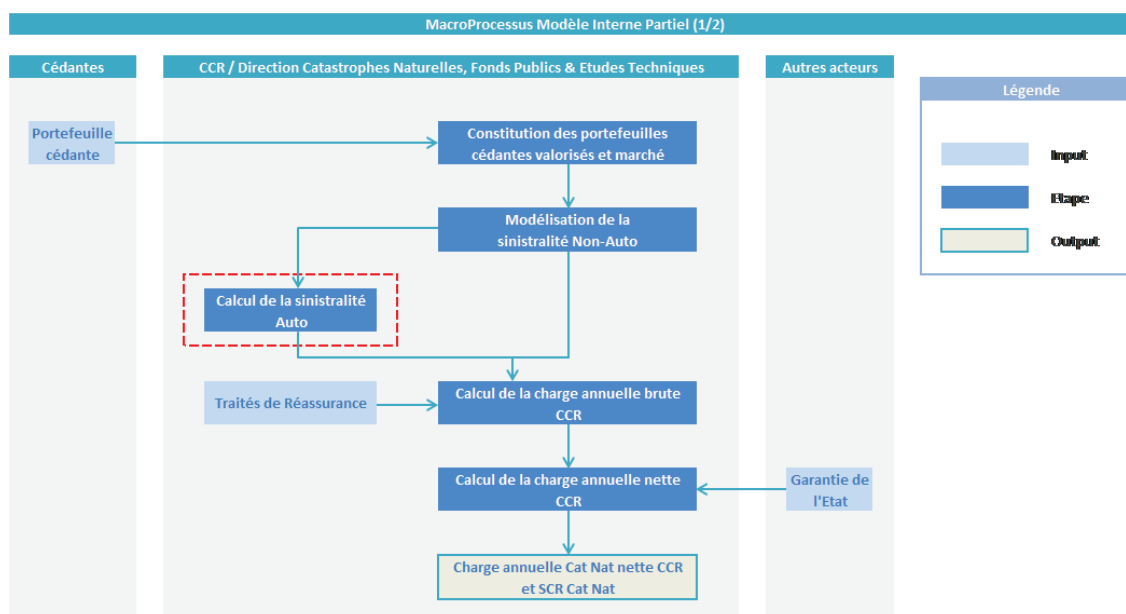 MacroProcessus Modèle Interne Partiel (1/2)
Cédantes
CCR / Direction Catastrophes Naturelles, Fonds Publics & Etudes Techniques
Autres acteurs
Légende
Portefeuille
cédante
Constitution des portefeuilles
cédantes valorisés et marché
Input
Modélisation de la
sinistralité Non-Auto
Etape
Output
Calcul de la sinistralité
Auto
Traités de Réassurance
Calcul de la charge annuelle brute
CCR
Calcul de la charge annuelle nette
CCR
Garantie de
l'Etat
Charge annuelle Cat Nat nette CCR
et SCR Cat Nat